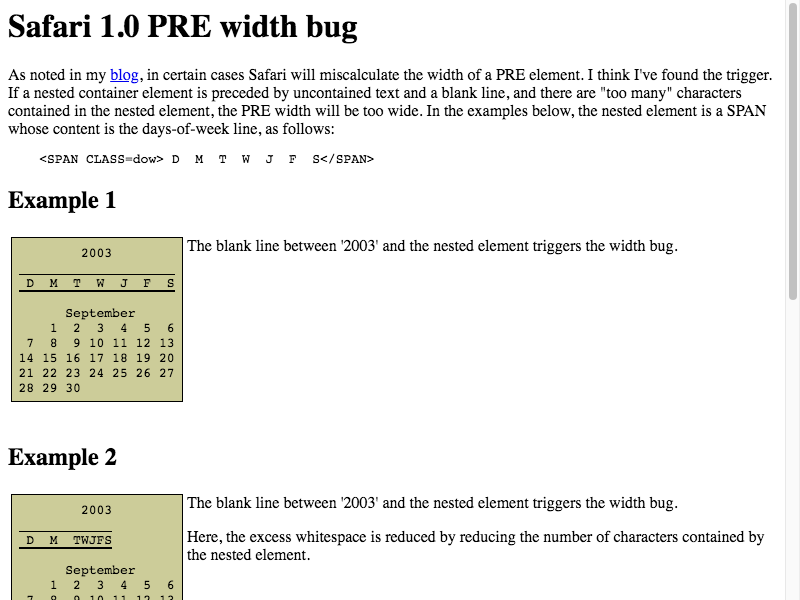 Safari 1.0 PRE width bug
As noted in my blog, in certain cases Safari will miscalculate the width of a PRE element. I think I've found the trigger.
If a nested container element is preceded by uncontained text and a blank line, and there are "too many" characters
contained in the nested element, the PRE width will be too wide. In the examples below, the nested element is a SPAN
whose content is the days-of-week line, as follows:
<SPAN CLASS=dow> D  M  T  W  J  F  S</SPAN>
Example 1
2003
D  M  T  W  J  F  S
September
1  2  3  4  5  6
7  8  9 10 11 12 13
14 15 16 17 18 19 20
21 22 23 24 25 26 27
28 29 30
The blank line between '2003' and the nested element triggers the width bug.
Example 2
2003
D  M  TWJFS
September
1  2  3  4  5  6
7  8  9 10 11 12 13
The blank line between '2003' and the nested element triggers the width bug.
Here, the excess whitespace is reduced by reducing the number of characters contained by
the nested element.